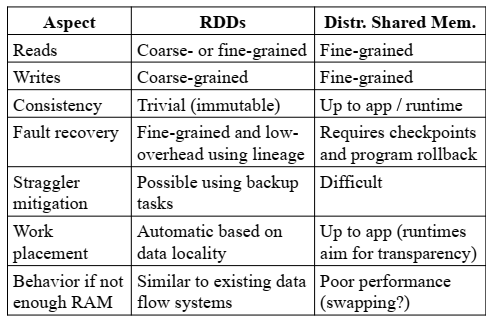 Aspect RDDs Distr. Shared Mem.
Reads Coarse- or fine-grained Fine-grained
Writes Coarse-grained Fine-grained
Consistency Trivial (immutable) Up to app / runtime
Fault recovery Fine-grained and low- Requires checkpoints
overhead using lineage and program rollback
Straggler Possible using backup Difficult
mitigation tasks
Work Automatic based on Up to app (runtimes
placement data locality aim for transparency)
Behavior if not Similar to existing data Poor performance
enough RAM flow systems (swapping?)